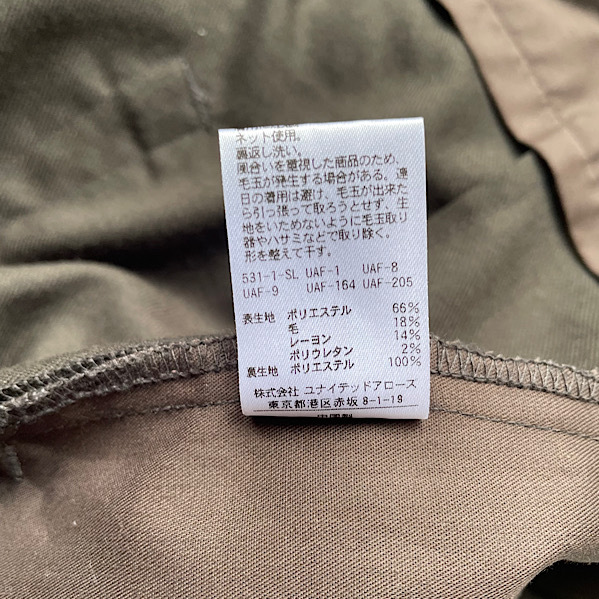 ネット使用。
裏返し洗い。
風合いを重視した商品のため、
毛玉が発生する場合がある。連
日の着用は避け、毛玉が出来た
ら引っ張って取ろうとせず、生
地をいためないように毛玉取り
器やハサミなどで取り除く。
形を整えて干す。
531-1-SL UAF-1 UAF-8
UAF-9 UAF-164 UAF-205
表生地 ポリエステル 66%
毛 18%
レーヨン 14%
ポリウレタン 2%
裏生地 ポリエステル 100%
株式会社 ユナイテッドアローズ
東京都港区赤坂 8-1-19